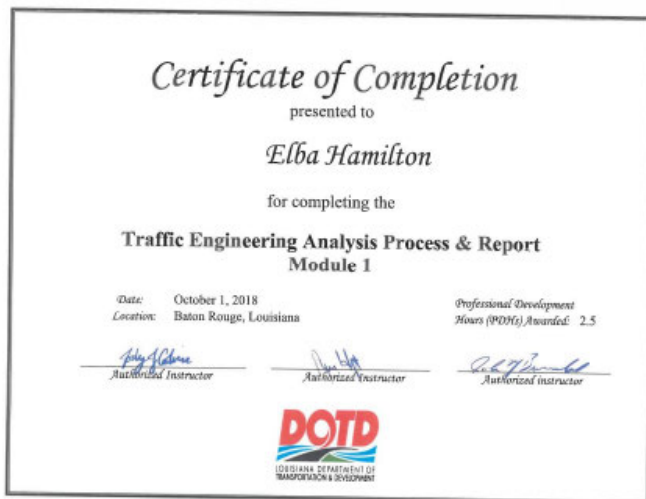 Certificate of Completion
presented to
Elba Hamilton
for completing the
Traffic Engineering Analysis Process & Report
Module 1
Date: October 1, 2018
Location: Baton Rouge, Louisiana
Professional Development
Hours (PDHs) Awarded: 2.5
Authorized Instructor
Authorized Instructor
Authorized instructor
DOTD
LOUISIANA DEPARTMENT OF
TRANSPORTATION & DEVELOPMENT